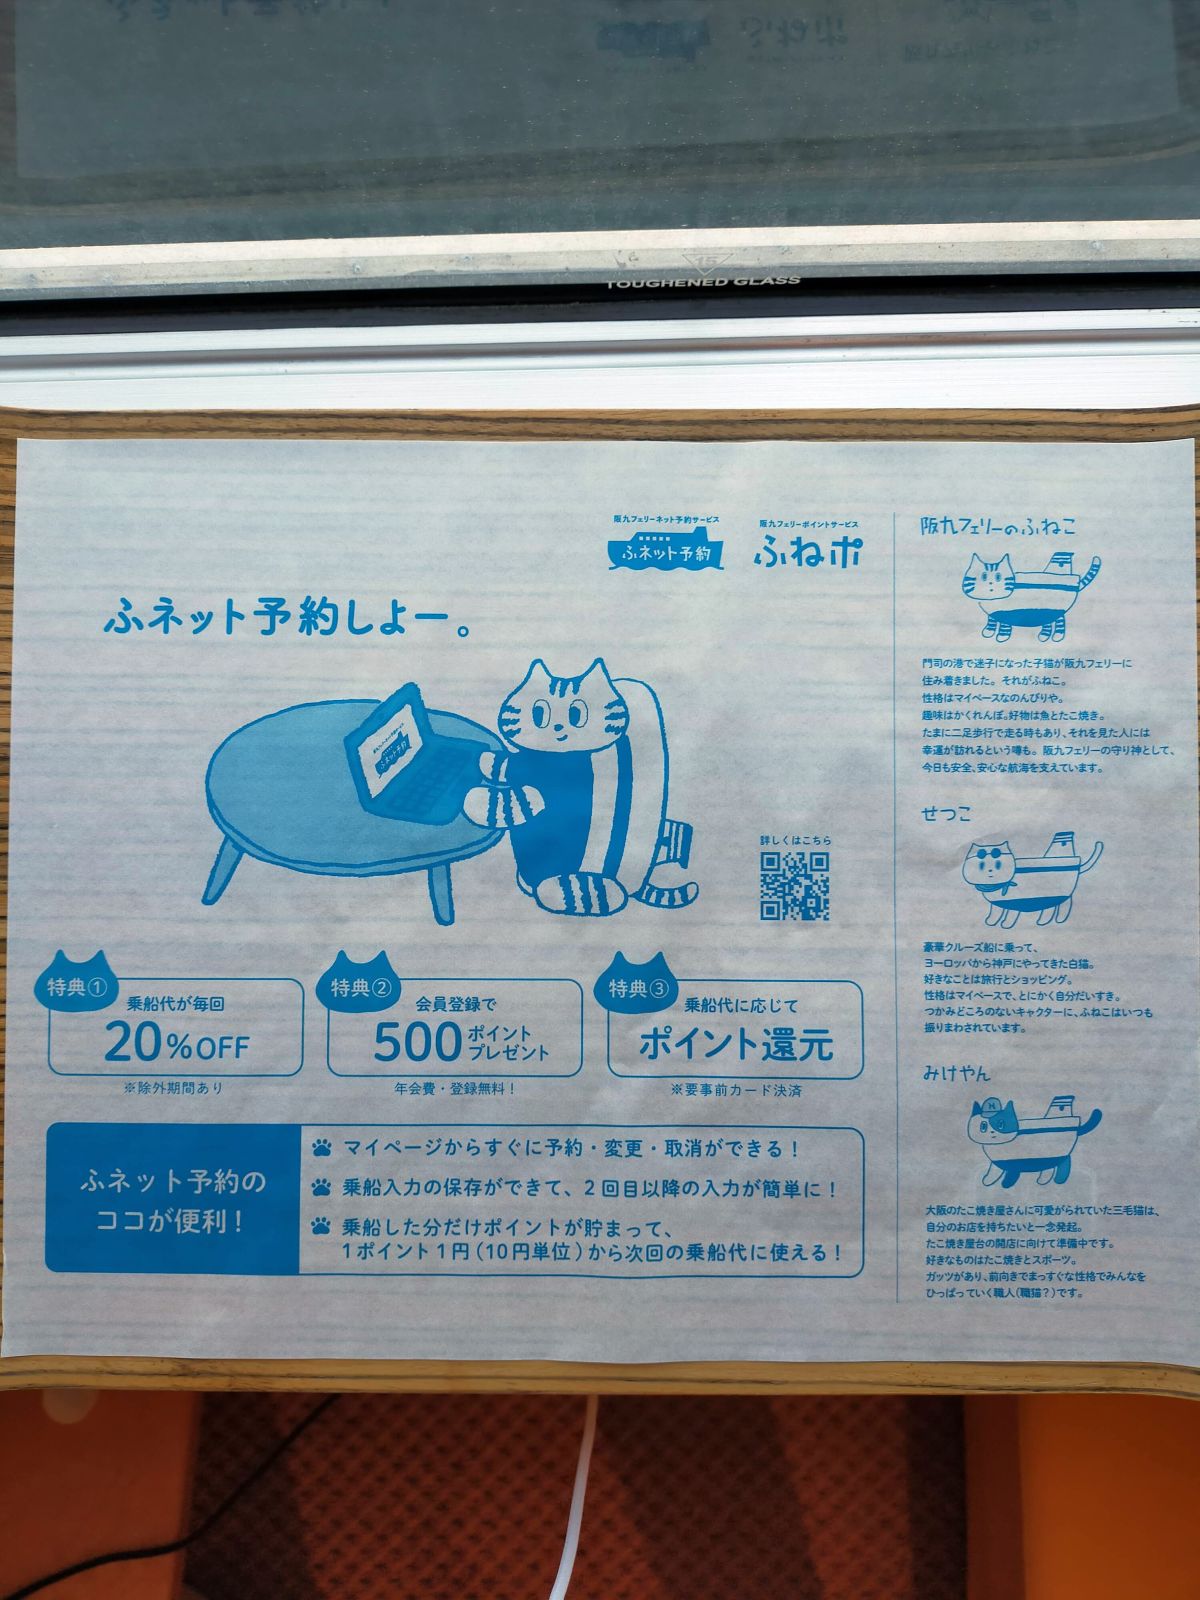 15
TOUGHENED GLASS
阪九フェリーネット予約サービス
ふネット予約
阪九フェリーポイントサービス
ふねポ
ふネット予約しよー。
ふネット予約
詳しくはこちら
特典①
乗船代が毎回
20%OFF
※除外期間あり
特典②
会員登録で
500ポイント
プレゼント
年会費・登録無料！
特典③
乗船代に応じて
ポイント還元
※要事前カード決済
ふネット予約の
ココが便利！
マイページからすぐに予約・変更・取消ができる！
乗船入力の保存ができて、2回目以降の入力が簡単に！
乗船した分だけポイントが貯まって、
1ポイント1円（10円単位）から次回の乗船代に使える！
阪九フェリーのふねこ
門司の港で迷子になった子猫が阪九フェリーに
住み着きました。それがふねこ。
性格はマイペースなのんびりや。
趣味はかくれんぼ。好物は魚とたこ焼き。
たまに二足歩行で走る時もあり、それを見た人には
幸運が訪れるという噂も。阪九フェリーの守り神として、
今日も安全、安心な航海を支えています。
せつこ
豪華クルーズ船に乗って、
ヨーロッパから神戸にやってきた白猫。
好きなことは旅行とショッピング。
性格はマイペースで、とにかく自分だいすき。
つかみどころのないキャクターに、ふねこはいつも
振りまわされています。
みけやん
大阪のたこ焼き屋さんに可愛がられていた三毛猫は、
自分のお店を持ちたいと一念発起。
たこ焼き屋台の開店に向けて準備中です。
好きなものはたこ焼きとスポーツ。
ガッツがあり、前向きでまっすぐな性格でみんなを
ひっぱっていく職人（職猫？）です。